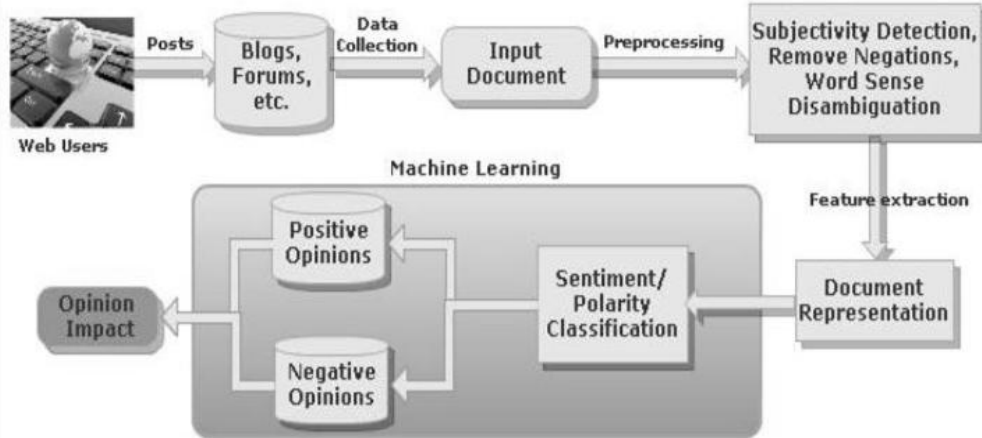 Web Users
Posts
Blogs,
Forums,
etc.
Data
Collection
Input
Document
Preprocessing
Subjectivity Detection,
Remove Negations,
Word Sense
Disambiguation
Feature extraction
Document
Representation
Machine Learning
Sentiment/
Polarity
Classification
Positive
Opinions
Negative
Opinions
Opinion
Impact